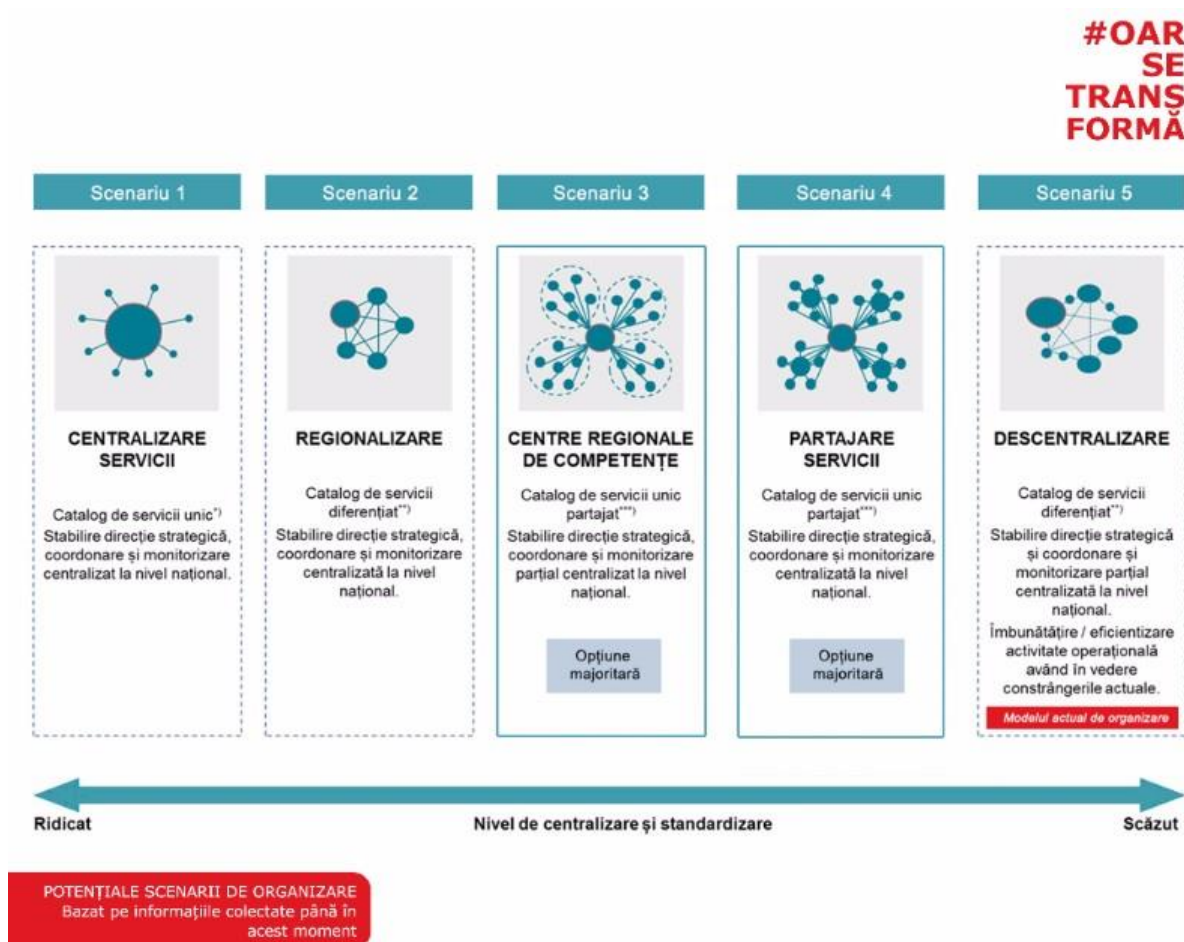 #OAR
SE
TRANS
FORMĂ
Scenariu 1
Scenariu 2
Scenariu 3
Scenariu 4
Scenariu 5
CENTRALIZARE
SERVICII
Catalog de servicii unic*)
Stabilire direcție strategică,
coordonare și monitorizare
centralizat la nivel național.
REGIONALIZARE
Catalog de servicii
diferențiat**)
Stabilire direcție strategică,
coordonare și monitorizare
centralizată la nivel
național.
CENTRE REGIONALE
DE COMPETENȚE
Catalog de servicii unic
partajat***)
Stabilire direcție strategică,
coordonare și monitorizare
parțial centralizat la nivel
național.
Opțiune
majoritară
PARTAJARE
SERVICII
Catalog de servicii unic
partajat***)
Stabilire direcție strategică,
coordonare și monitorizare
centralizată la nivel
național.
Opțiune
majoritară
DESCENTRALIZARE
Catalog de servicii
diferențiat**)
Stabilire direcție strategică
și coordonare și
monitorizare parțial
centralizată la nivel
național.
Îmbunătățire / eficientizare
activitate operațională
având în vedere
constrângerile actuale.
Modelul actual de organizare
Ridicat
Nivel de centralizare și standardizare
Scăzut
POTENȚIALE SCENARII DE ORGANIZARE
Bazat pe informațiile colectate până în
acest moment